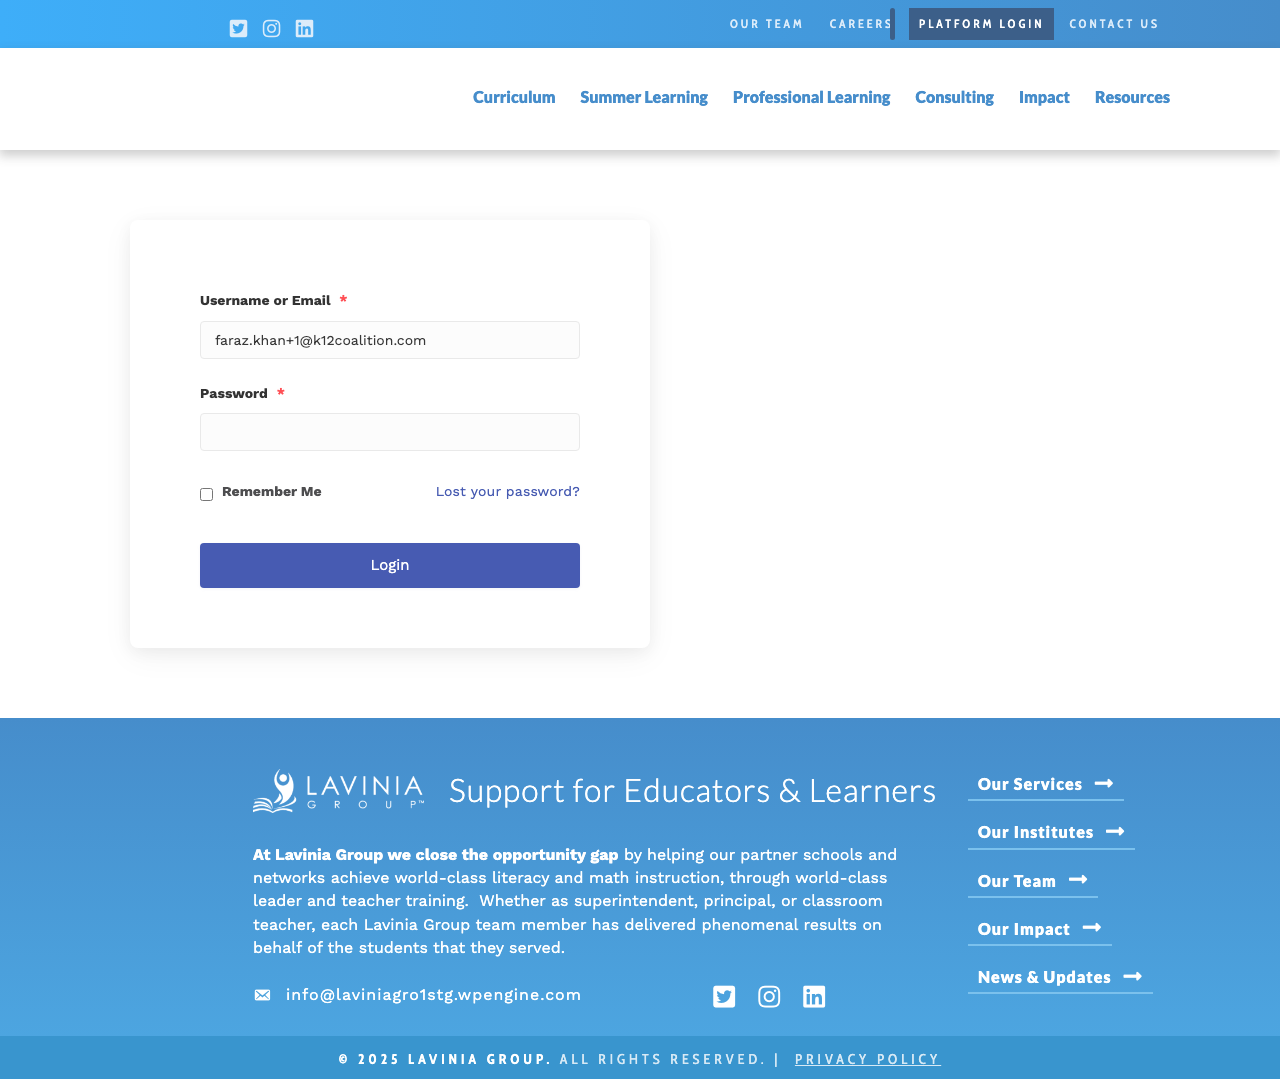 OUR TEAM CAREERS PLATFORM LOGIN CONTACT US
Curriculum Summer Learning Professional Learning Consulting Impact Resources
Username or Email *
faraz.khan+1@k12coalition.com
Password *
Remember Me Lost your password?
Login
LAVINIA
GROUP™
Support for Educators & Learners
At Lavinia Group we close the opportunity gap by helping our partner schools and
networks achieve world-class literacy and math instruction, through world-class
leader and teacher training. Whether as superintendent, principal, or classroom
teacher, each Lavinia Group team member has delivered phenomenal results on
behalf of the students that they served.
info@laviniagro1stg.wpengine.com
Our Services
Our Institutes
Our Team
Our Impact
News & Updates
© 2025 LAVINIA GROUP. ALL RIGHTS RESERVED. | PRIVACY POLICY